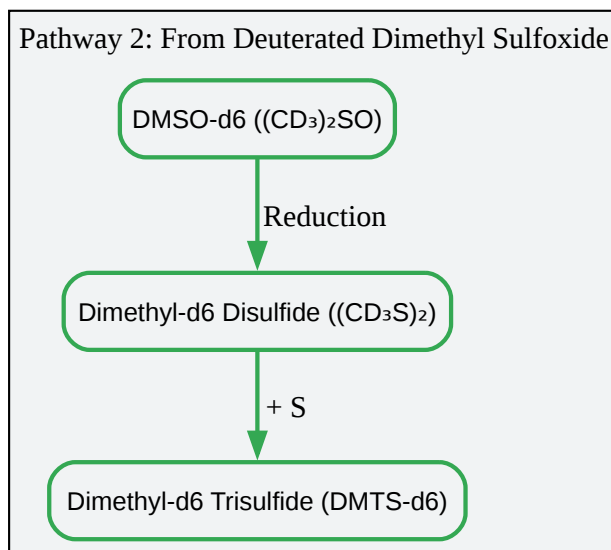 Pathway 2: From Deuterated Dimethyl Sulfoxide
DMSO-d6 ((CD₃)₂SO)
Reduction
Dimethyl-d6 Disulfide ((CD₃S)₂)
+ S
Dimethyl-d6 Trisulfide (DMTS-d6)